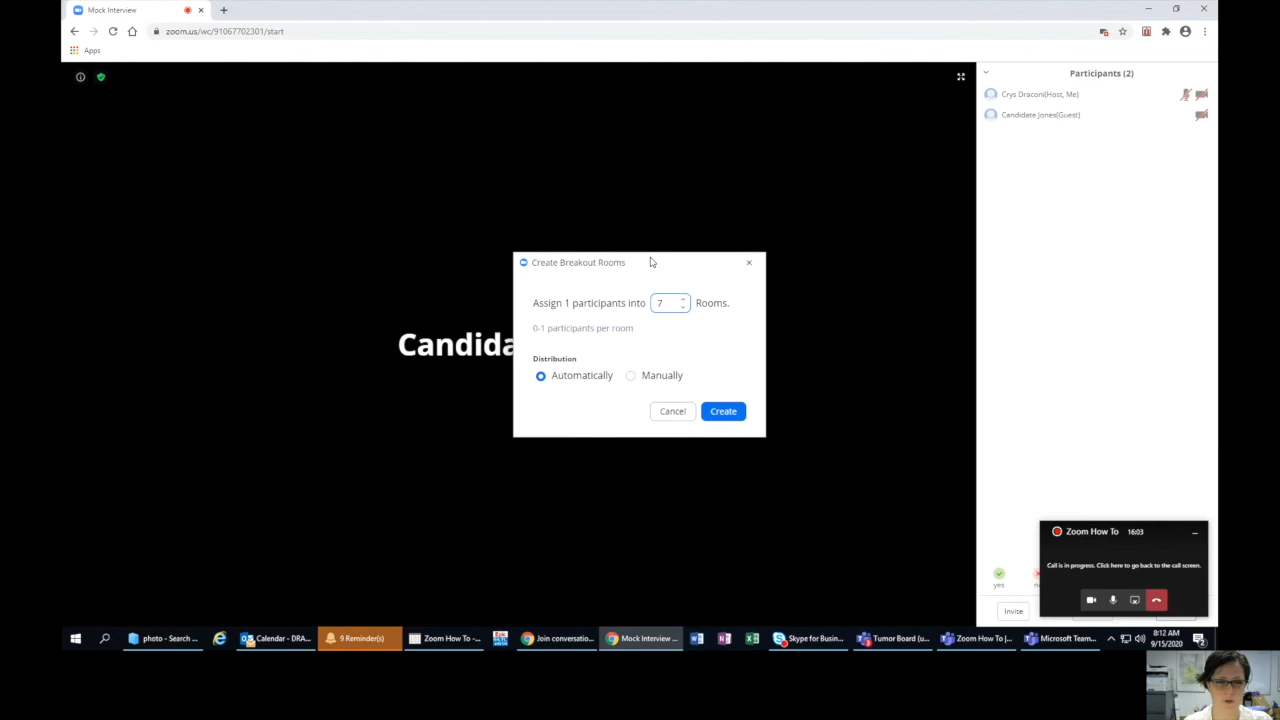 Mock Interview
zoom.us/wc/91067702301/start
Apps
Participants (2)
Crys Draconi(Host, Me)
Candidate Jones(Guest)
Create Breakout Rooms
Assign 1 participants into 7 Rooms.
0-1 participants per room
Candida
Distribution
Automatically Manually
Cancel Create
Zoom How To 16:03
Call is in progress. Click here to go back to the call screen.
yes
Invite
photo - Search ... Calendar - DRA... 9 Reminder(s) Zoom How To -... Epic Join conversatio... Mock Interview ... Skype for Busin... Tumor Board (u... Zoom How To |... Microsoft Team...
8:12 AM
9/15/2020